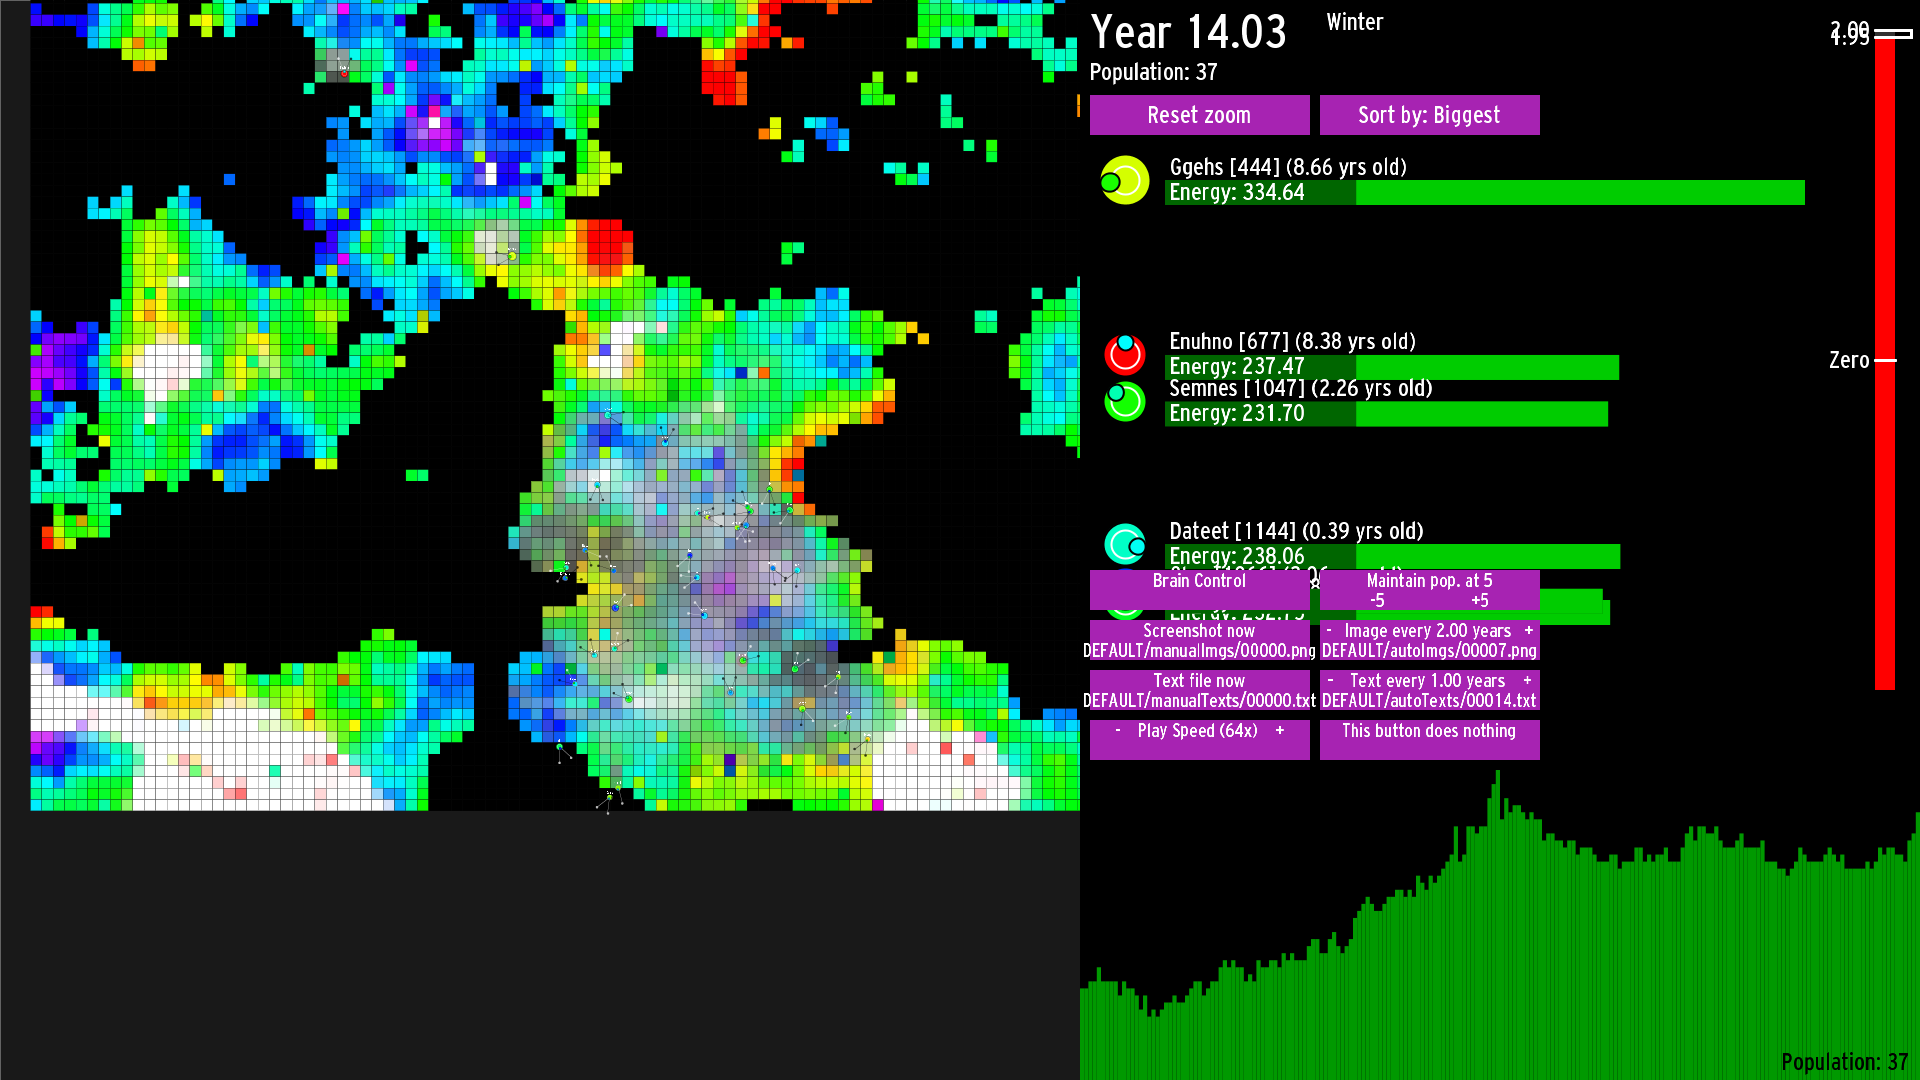 Year 14.03
Winter
Population: 37
Reset zoom
Sort by: Biggest
Ggehs [444] (8.66 yrs old)
Energy: 334.64
Enuhno [677] (8.38 yrs old)
Energy: 237.47
Semnes [1047] (2.26 yrs old)
Energy: 231.70
Dateet [1144] (0.39 yrs old)
Energy: 238.06
Brain Control
Maintain pop. at 5
-5 +5
Screenshot now
DEFAULT/manualImgs/00000.png
- Image every 2.00 years +
DEFAULT/autoImgs/00007.png
Text file now
DEFAULT/manualTexts/00000.txt
- Text every 1.00 years +
DEFAULT/autoTexts/00014.txt
- Play Speed (64x) +
This button does nothing
2.00
1.95
Zero
Population: 37